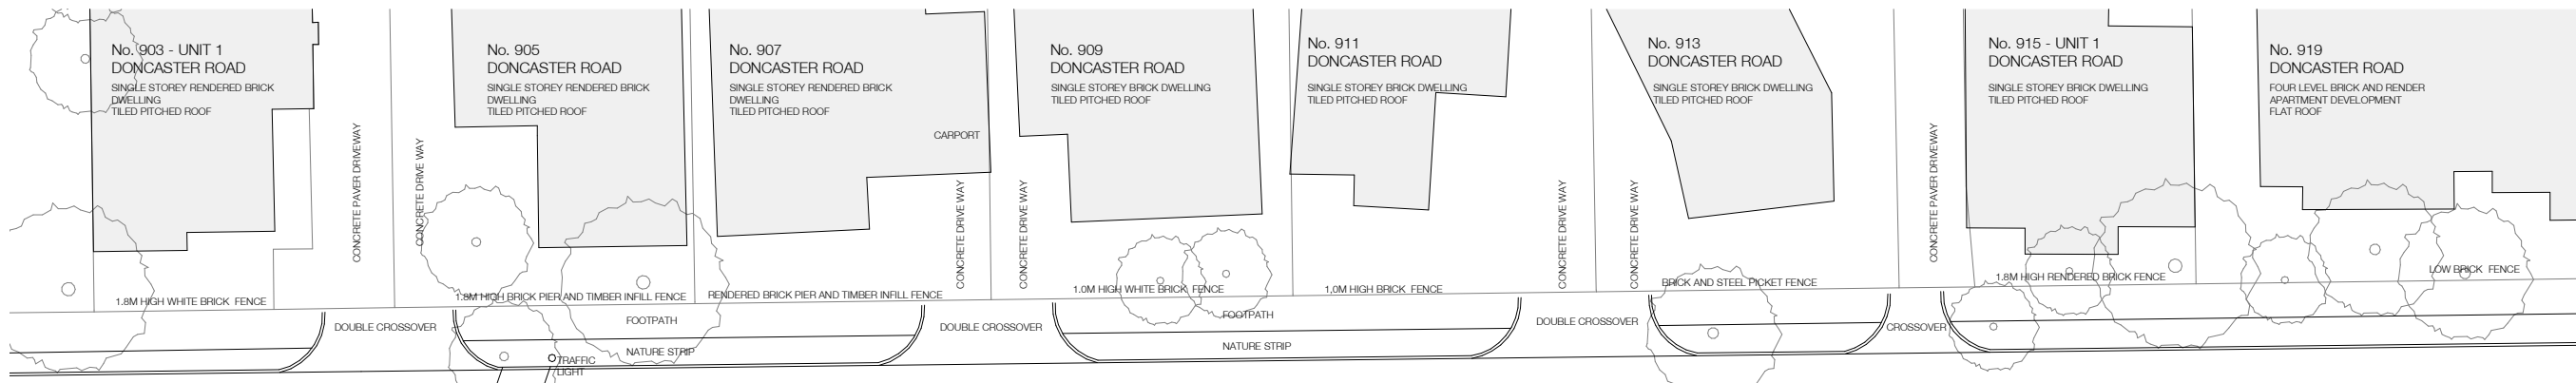 No. 903 - UNIT 1
DONCASTER ROAD
SINGLE STOREY RENDERED BRICK
DWELLING
TILED PITCHED ROOF
CONCRETE PAVER DRIVEWAY
CONCRETE DRIVE WAY
No. 905
DONCASTER ROAD
SINGLE STOREY RENDERED BRICK
DWELLING
TILED PITCHED ROOF
No. 907
DONCASTER ROAD
SINGLE STOREY RENDERED BRICK
DWELLING
TILED PITCHED ROOF
CARPORT
CONCRETE DRIVE WAY
CONCRETE DRIVE WAY
No. 909
DONCASTER ROAD
SINGLE STOREY BRICK DWELLING
TILED PITCHED ROOF
No. 911
DONCASTER ROAD
SINGLE STOREY BRICK DWELLING
TILED PITCHED ROOF
CONCRETE DRIVE WAY
CONCRETE DRIVE WAY
No. 913
DONCASTER ROAD
SINGLE STOREY BRICK DWELLING
TILED PITCHED ROOF
CONCRETE PAVER DRIVEWAY
No. 915 - UNIT 1
DONCASTER ROAD
SINGLE STOREY BRICK DWELLING
TILED PITCHED ROOF
No. 919
DONCASTER ROAD
FOUR LEVEL BRICK AND RENDER
APARTMENT DEVELOPMENT
FLAT ROOF
1.8M HIGH WHITE BRICK FENCE
1.8M HIGH BRICK PIER AND TIMBER INFILL FENCE
RENDERED BRICK PIER AND TIMBER INFILL FENCE
1.0M HIGH WHITE BRICK FENCE
1,0M HIGH BRICK FENCE
BRICK AND STEEL PICKET FENCE
1.8M HIGH RENDERED BRICK FENCE
LOW BRICK FENCE
DOUBLE CROSSOVER
FOOTPATH
DOUBLE CROSSOVER
FOOTPATH
DOUBLE CROSSOVER
CROSSOVER
TRAFFIC
LIGHT
NATURE STRIP
NATURE STRIP